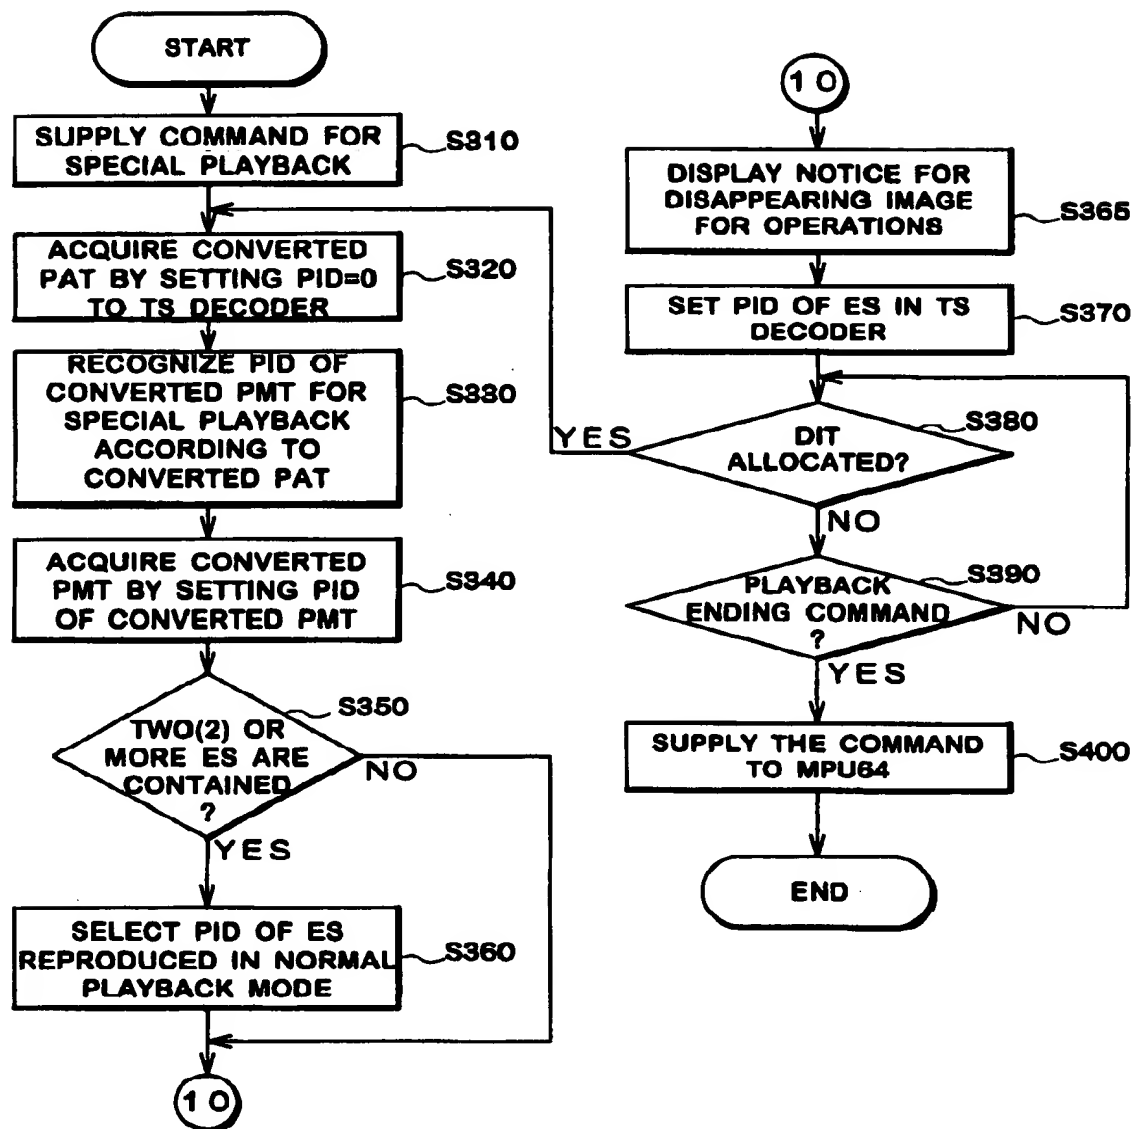 START
SUPPLY COMMAND FOR
SPECIAL PLAYBACK
S310
ACQUIRE CONVERTED
PAT BY SETTING PID=0
TO TS DECODER
S320
RECOGNIZE PID OF
CONVERTED PMT FOR
SPECIAL PLAYBACK
ACCORDING TO
CONVERTED PAT
S330
ACQUIRE CONVERTED
PMT BY SETTING PID
OF CONVERTED PMT
S340
TWO(2) OR
MORE ES ARE
CONTAINED
?
S350
NO
YES
SELECT PID OF ES
REPRODUCED IN NORMAL
PLAYBACK MODE
S360
10
10
DISPLAY NOTICE FOR
DISAPPEARING IMAGE
FOR OPERATIONS
S365
SET PID OF ES IN TS
DECODER
S370
DIT
ALLOCATED?
S380
YES
NO
PLAYBACK
ENDING COMMAND
?
S390
NO
YES
SUPPLY THE COMMAND
TO MPU64
S400
END